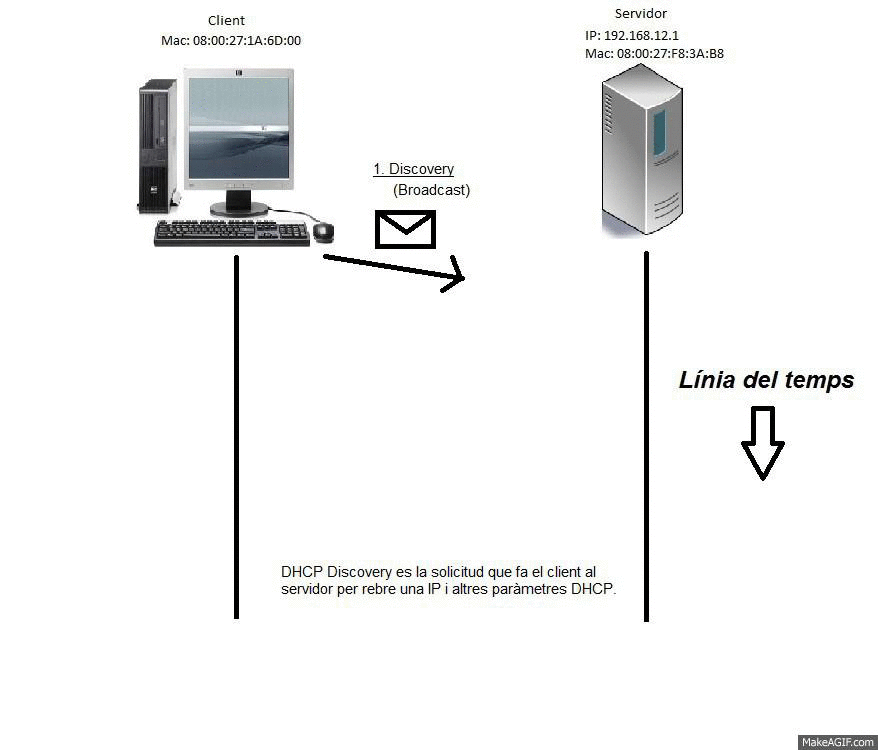 Client
Mac: 08:00:27:1A:6D:00
Servidor
IP: 192.168.12.1
Mac: 08:00:27:F8:3A:B8
1. Discovery
(Broadcast)
Línia del temps
DHCP Discovery es la solicitud que fa el client al
servidor per rebre una IP i altres paràmetres DHCP.
MakeAGIF.com